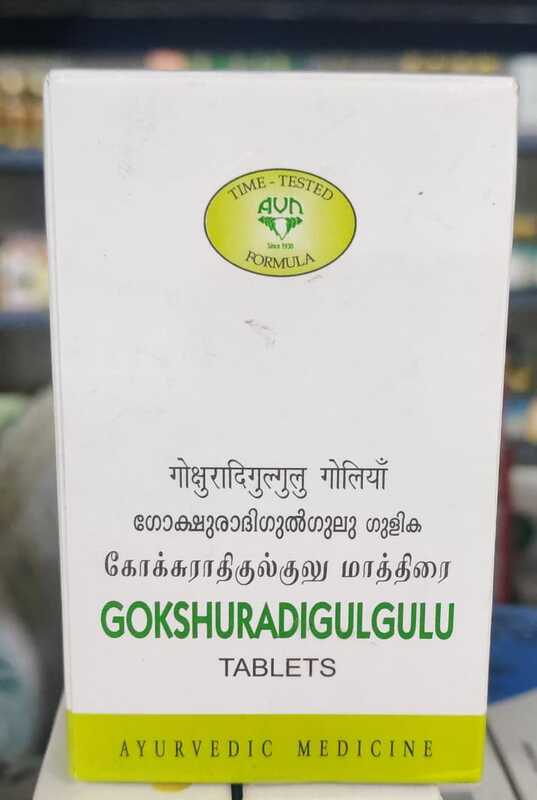 TIME - TESTED
AVN
Since 1930
FORMULA
गोक्षुरादिगुल्गुलु गोलियाँ
ഗോക്ഷുരാദിഗുൽഗുലു ഗുളിക
கோக்சுராதிகுல்குலு மாத்திரை
GOKSHURADIGULGULU
TABLETS
AYURVEDIC MEDICINE